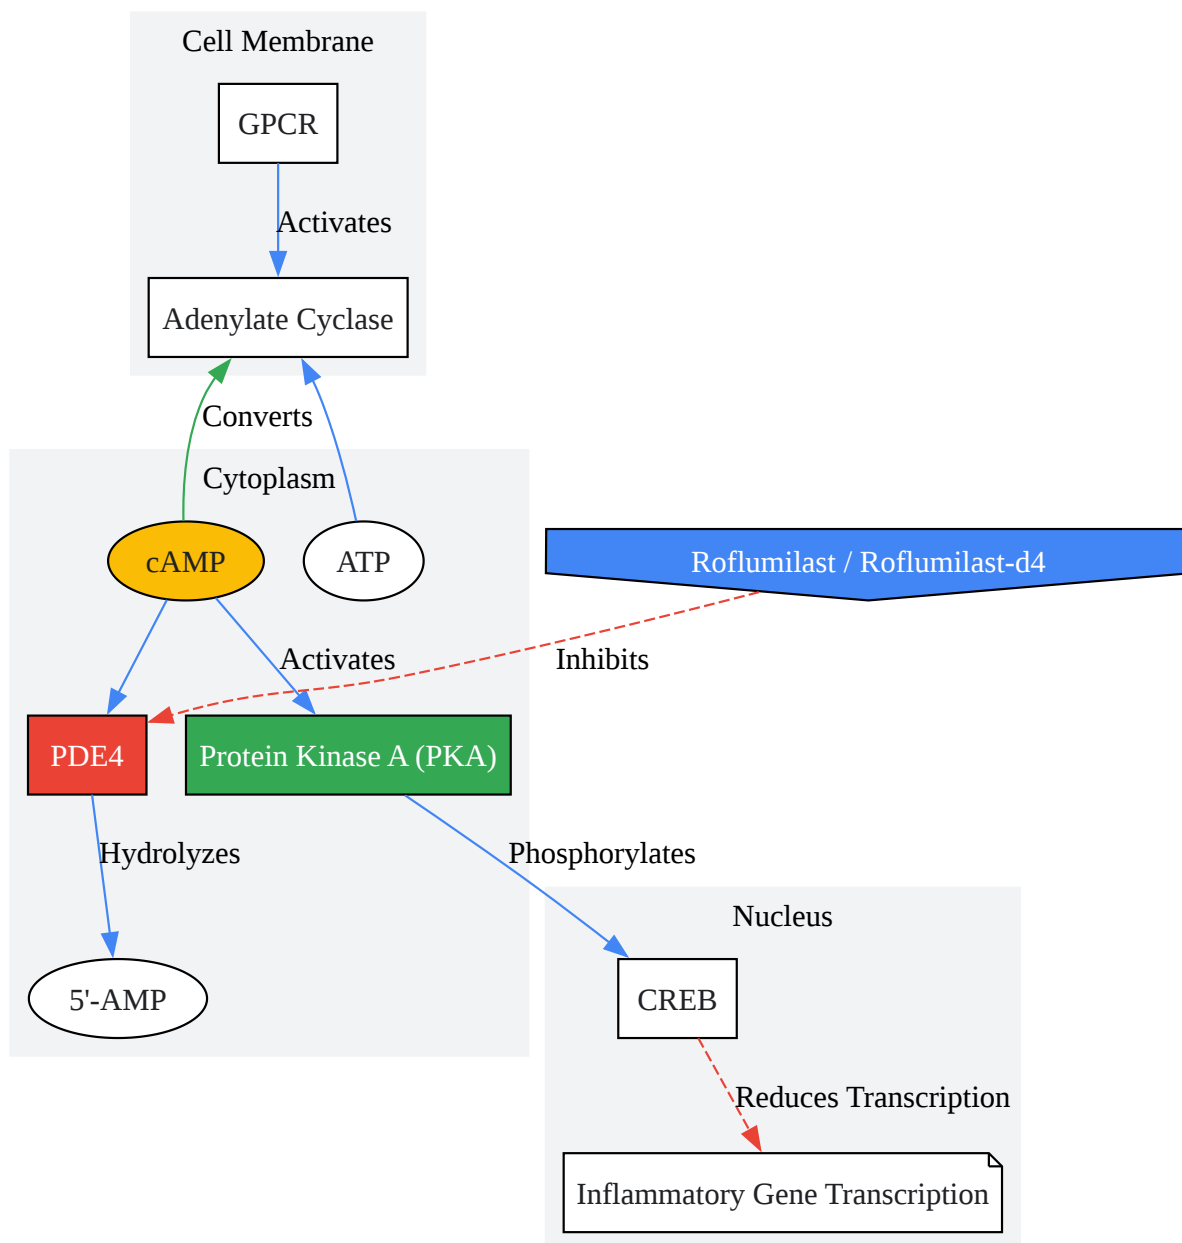 Cell Membrane
GPCR
Activates
Adenylate Cyclase
Converts
Cytoplasm
cAMP
ATP
Roflumilast / Roflumilast-d4
Activates
Inhibits
PDE4
Protein Kinase A (PKA)
Hydrolyzes
Phosphorylates
Nucleus
5'-AMP
CREB
Reduces Transcription
Inflammatory Gene Transcription